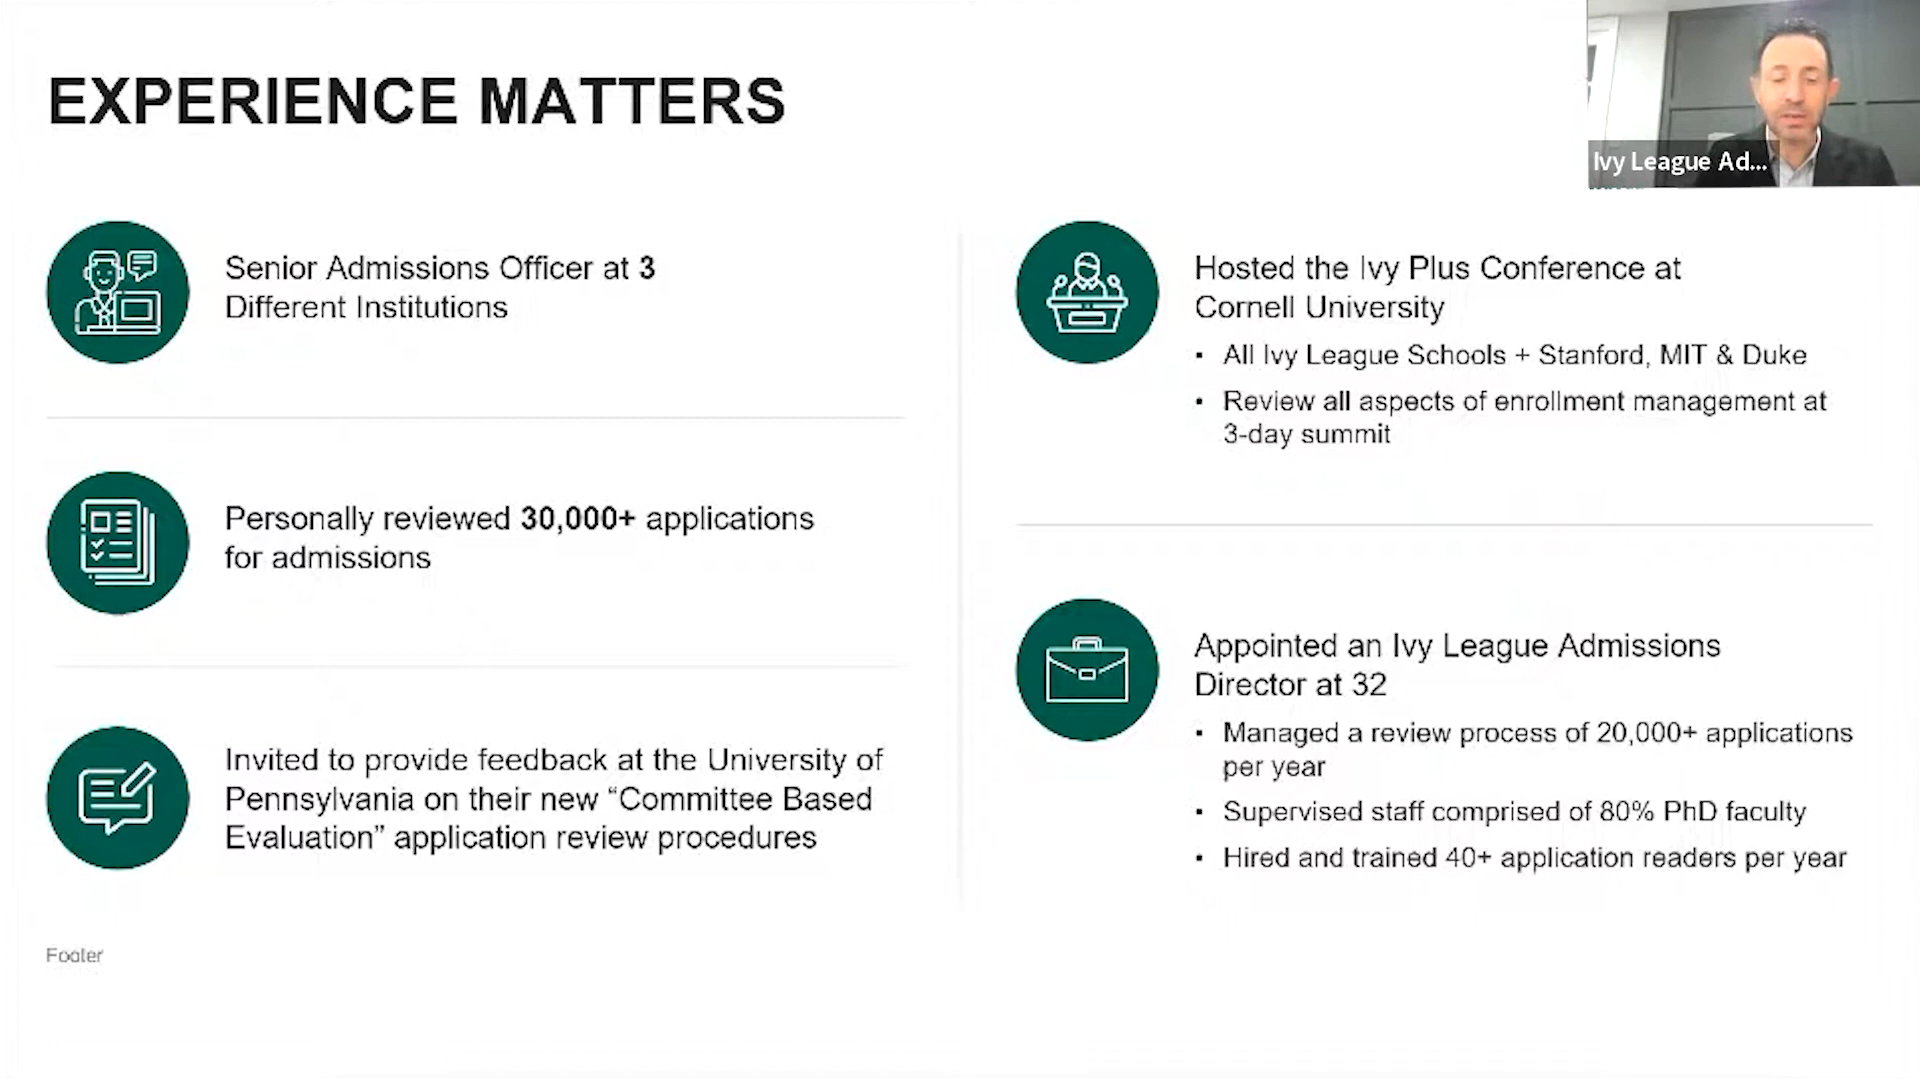 EXPERIENCE MATTERS
Ivy League Ad...
Senior Admissions Officer at 3
Different Institutions
Personally reviewed 30,000+ applications
for admissions
Invited to provide feedback at the University of
Pennsylvania on their new “Committee Based
Evaluation” application review procedures
Hosted the Ivy Plus Conference at
Cornell University
▪ All Ivy League Schools + Stanford, MIT & Duke
▪ Review all aspects of enrollment management at
3-day summit
Appointed an Ivy League Admissions
Director at 32
▪ Managed a review process of 20,000+ applications
per year
▪ Supervised staff comprised of 80% PhD faculty
▪ Hired and trained 40+ application readers per year
Footer